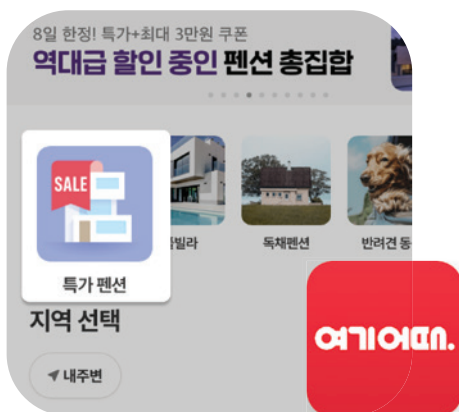 8일 한정! 특가+최대 3만원 쿠폰
역대급 할인 중인 펜션 총집합
SALE
특가 펜션
독채펜션
반려견 동
지역 선택
내주변
여기어때.